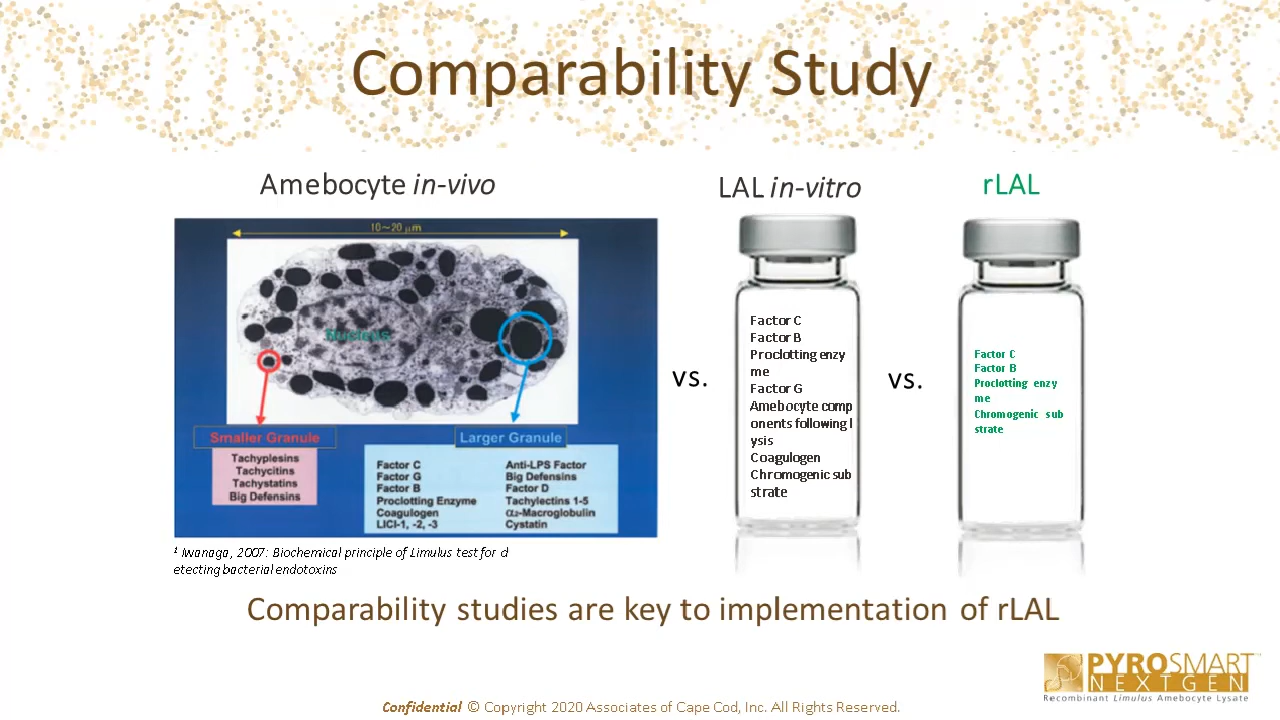 Comparability Study
Amebocyte in-vivo
LAL in-vitro
rLAL
10~20 μm
Nucleus
Smaller Granule
Larger Granule
Tachyplesins
Tachycitins
Tachystatins
Big Defensins
Factor C
Factor G
Factor B
Proclotting Enzyme
Coagulogen
LICI-1, -2, -3
Anti-LPS Factor
Big Defensins
Factor D
Tachylectins 1-5
α2-Macroglobulin
Cystatin
1 Iwanaga, 2007: Biochemical principle of Limulus test for d
etecting bacterial endotoxins
vs.
Factor C
Factor B
Proclotting enzy
me
Factor G
Amebocyte comp
onents following l
ysis
Coagulogen
Chromogenic sub
strate
vs.
Factor C
Factor B
Proclotting enzy
me
Chromogenic sub
strate
Comparability studies are key to implementation of rLAL
PYROSMART™
NEXTGEN
Recombinant Limulus Amebocyte Lysate
Confidential © Copyright 2020 Associates of Cape Cod, Inc. All Rights Reserved.